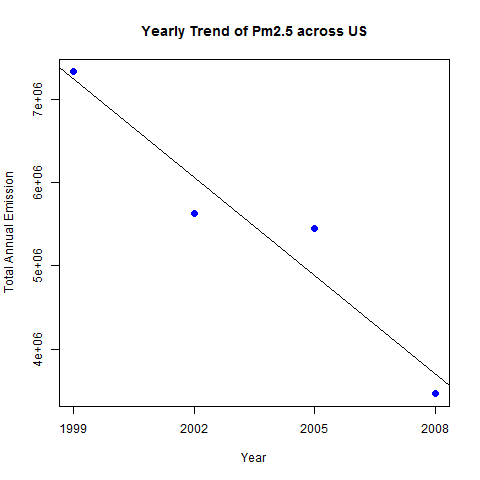 Yearly Trend of Pm2.5 across US
Total Annual Emission
7e+06
6e+06
5e+06
4e+06
1999 2002 2005 2008
Year